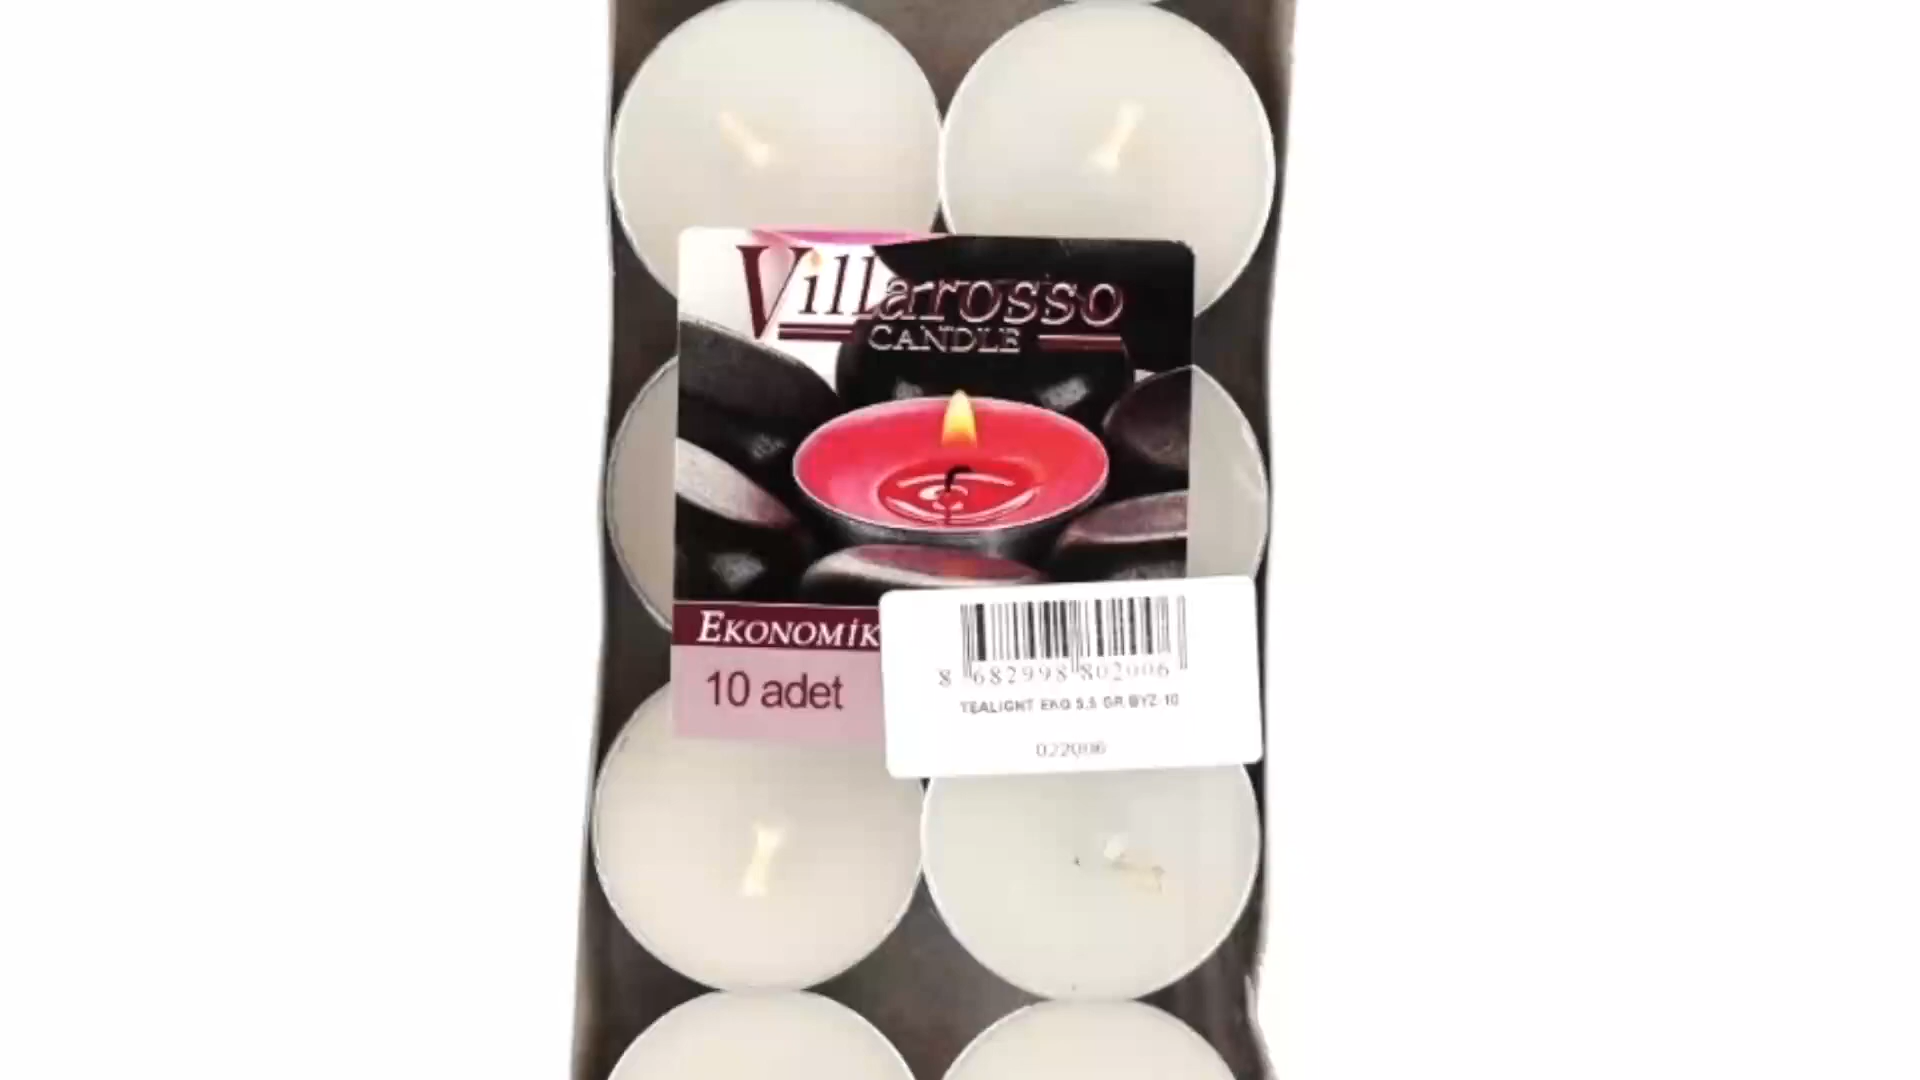 Villarosso
CANDLE
EKONOMİK
10 adet
8 682998 802006
TEALIGHT EKO 5,5 GR BYZ 10
022006